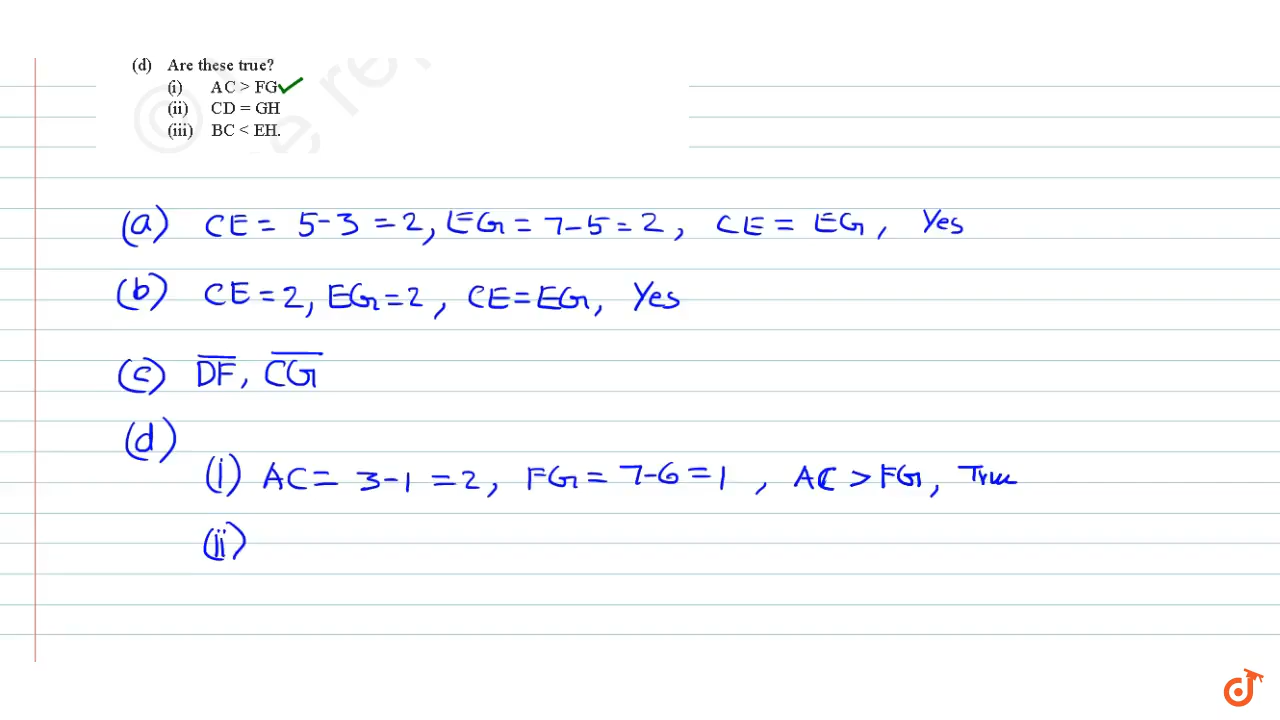 (d) Are these true?
(i) AC > FG
(ii) CD = GH
(iii) BC < EH.
(a) CE = 5-3 = 2, EG = 7-5 = 2, CE = EG, Yes
(b) CE = 2, EG = 2, CE = EG, Yes
(c) D̅F̅, C̅G̅
(d)
(i) AC = 3-1 = 2, FG = 7-6 = 1, AC > FG, True
(ii)